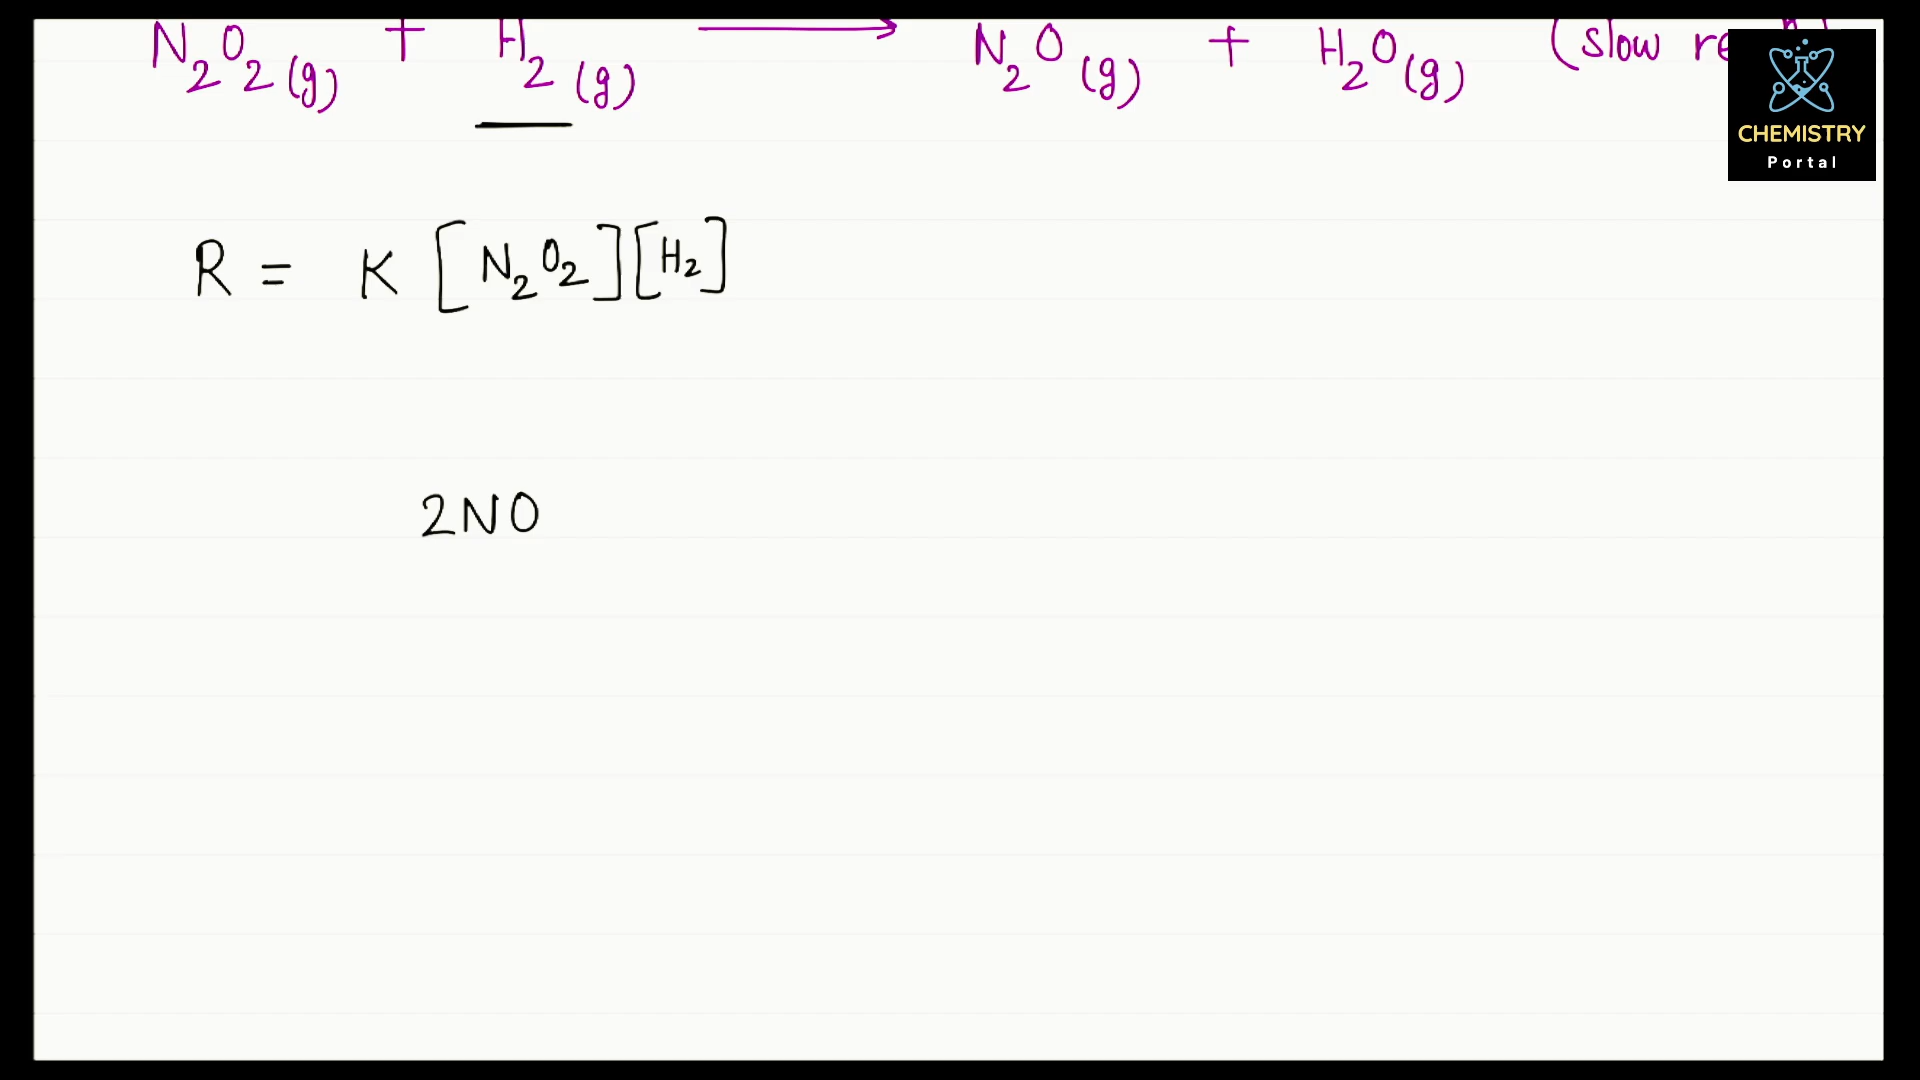 N₂O₂(g) + H₂(g) ⟶ N₂O(g) + H₂O(g) (slow
CHEMISTRY
Portal
R = K [N₂O₂][H₂]
2NO